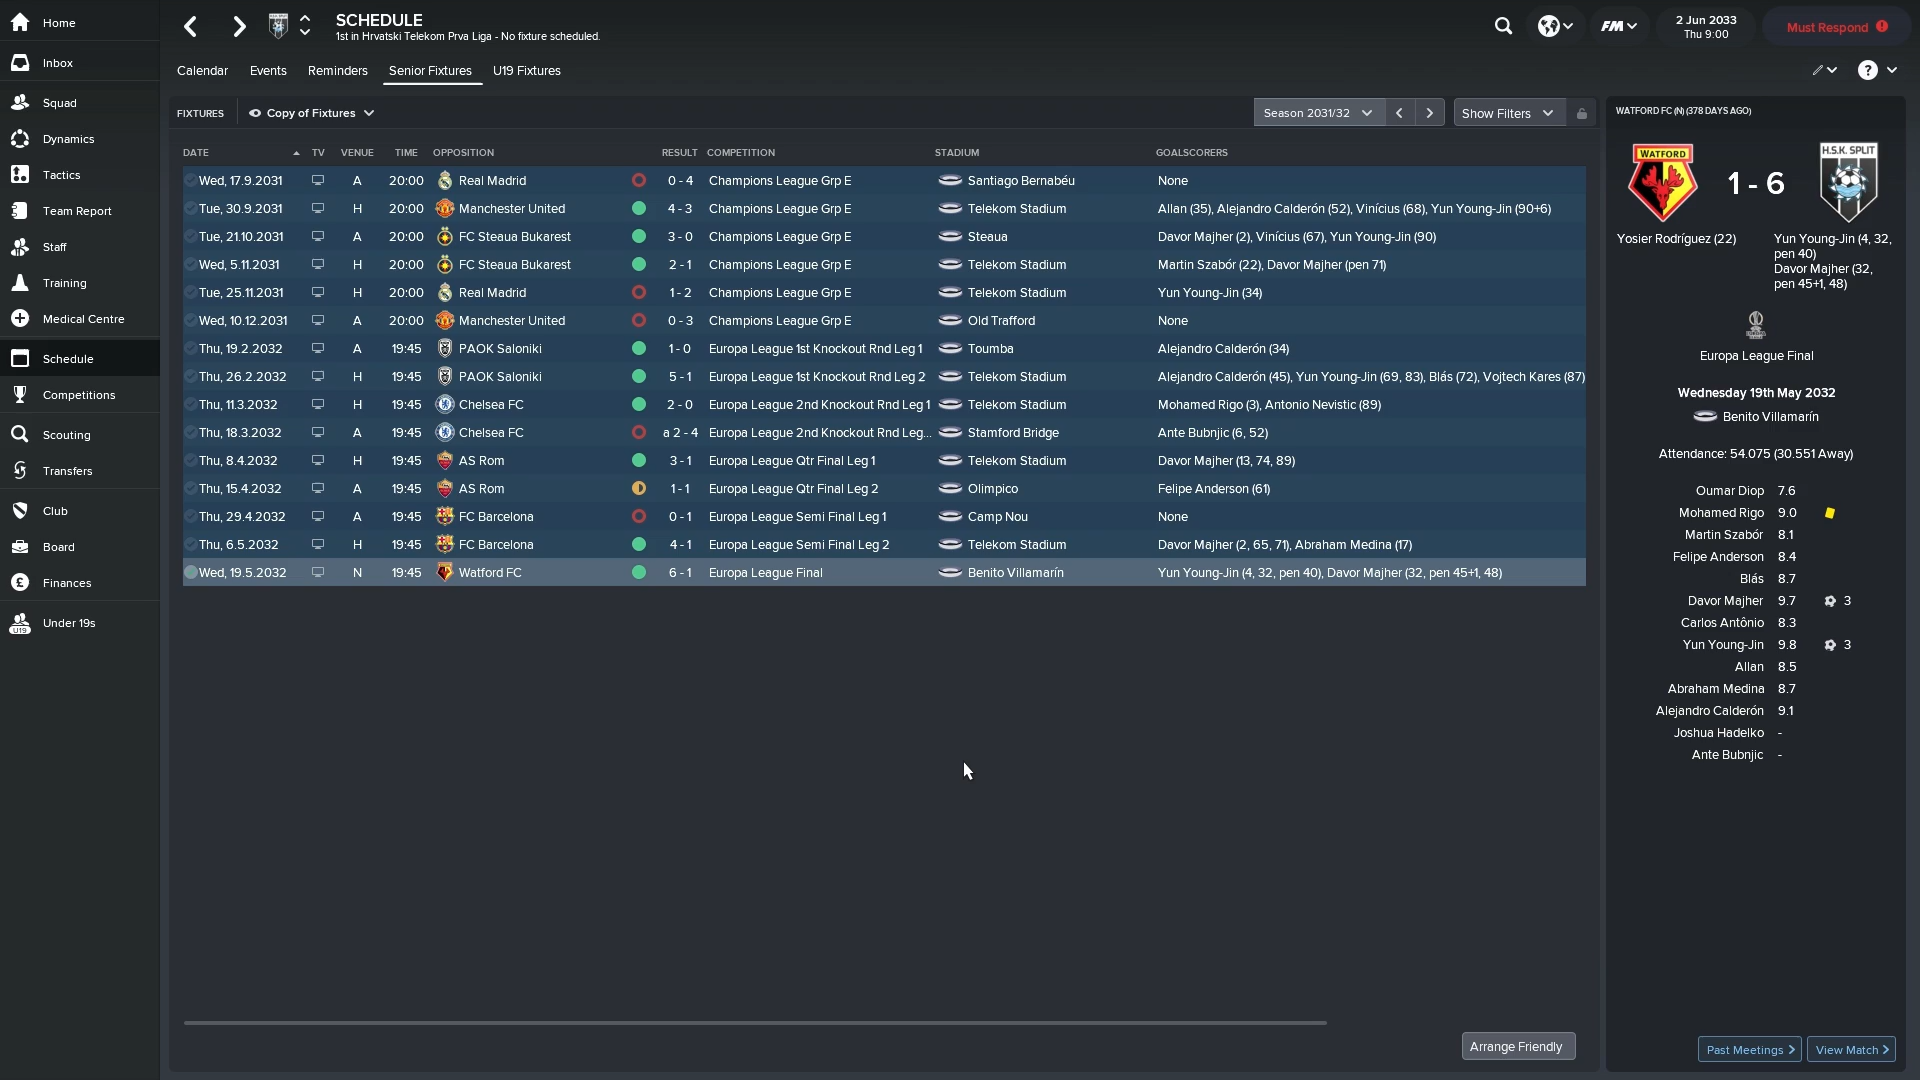 Home
Inbox
Squad
Dynamics
Tactics
Team Report
Staff
Training
Medical Centre
Schedule
Competitions
Scouting
Transfers
Club
Board
Finances
U19
Under 19s
SCHEDULE
1st in Hrvatski Telekom Prva Liga - No fixture scheduled.
FM
2 Jun 2033
Thu 9:00
Must Respond
Calendar Events Reminders Senior Fixtures U19 Fixtures
?
FIXTURES Copy of Fixtures Season 2031/32 Show Filters
DATE TV VENUE TIME OPPOSITION RESULT COMPETITION STADIUM GOALSCORERS
Wed, 17.9.2031 A 20:00 Real Madrid 0 - 4 Champions League Grp E Santiago Bernabéu None
Tue, 30.9.2031 H 20:00 Manchester United 4 - 3 Champions League Grp E Telekom Stadium Allan (35), Alejandro Calderón (52), Vinícius (68), Yun Young-Jin (90+6)
Tue, 21.10.2031 A 20:00 FC Steaua Bukarest 3 - 0 Champions League Grp E Steaua Davor Majher (2), Vinícius (67), Yun Young-Jin (90)
Wed, 5.11.2031 H 20:00 FC Steaua Bukarest 2 - 1 Champions League Grp E Telekom Stadium Martin Szabór (22), Davor Majher (pen 71)
Tue, 25.11.2031 H 20:00 Real Madrid 1 - 2 Champions League Grp E Telekom Stadium Yun Young-Jin (34)
Wed, 10.12.2031 A 20:00 Manchester United 0 - 3 Champions League Grp E Old Trafford None
Thu, 19.2.2032 A 19:45 PAOK Saloniki 1 - 0 Europa League 1st Knockout Rnd Leg 1 Toumba Alejandro Calderón (34)
Thu, 26.2.2032 H 19:45 PAOK Saloniki 5 - 1 Europa League 1st Knockout Rnd Leg 2 Telekom Stadium Alejandro Calderón (45), Yun Young-Jin (69, 83), Blás (72), Vojtech Kares (87)
Thu, 11.3.2032 H 19:45 Chelsea FC 2 - 0 Europa League 2nd Knockout Rnd Leg 1 Telekom Stadium Mohamed Rigo (3), Antonio Nevistic (89)
Thu, 18.3.2032 A 19:45 Chelsea FC a 2 - 4 Europa League 2nd Knockout Rnd Leg... Stamford Bridge Ante Bubnjic (6, 52)
Thu, 8.4.2032 H 19:45 AS Rom 3 - 1 Europa League Qtr Final Leg 1 Telekom Stadium Davor Majher (13, 74, 89)
Thu, 15.4.2032 A 19:45 AS Rom 1 - 1 Europa League Qtr Final Leg 2 Olimpico Felipe Anderson (61)
Thu, 29.4.2032 A 19:45 FC Barcelona 0 - 1 Europa League Semi Final Leg 1 Camp Nou None
Thu, 6.5.2032 H 19:45 FC Barcelona 4 - 1 Europa League Semi Final Leg 2 Telekom Stadium Davor Majher (2, 65, 71), Abraham Medina (17)
Wed, 19.5.2032 N 19:45 Watford FC 6 - 1 Europa League Final Benito Villamarín Yun Young-Jin (4, 32, pen 40), Davor Majher (32, pen 45+1, 48)
Arrange Friendly
WATFORD FC (N) (378 DAYS AGO)
WATFORD 1 - 6 H.S.K. SPLIT
Yosier Rodríguez (22) Yun Young-Jin (4, 32,
pen 40)
Davor Majher (32,
pen 45+1, 48)
Europa League Final
Wednesday 19th May 2032
Benito Villamarín
Attendance: 54.075 (30.551 Away)
Oumar Diop 7.6
Mohamed Rigo 9.0
Martin Szabór 8.1
Felipe Anderson 8.4
Blás 8.7
Davor Majher 9.7 3
Carlos Antônio 8.3
Yun Young-Jin 9.8 3
Allan 8.5
Abraham Medina 8.7
Alejandro Calderón 9.1
Joshua Hadelko -
Ante Bubnjic -
Past Meetings View Match